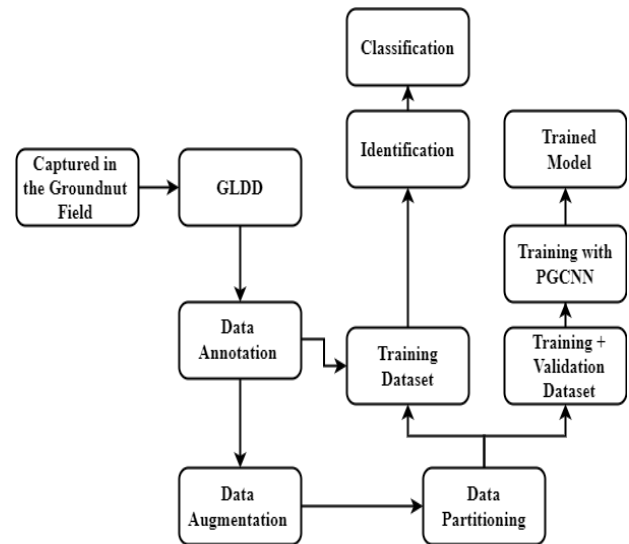 Classification
Identification
Trained
Model
Captured in
the Groundnut
Field
GLDD
Training with
PGCNN
Data
Annotation
Training
Dataset
Training +
Validation
Dataset
Data
Augmentation
Data
Partitioning